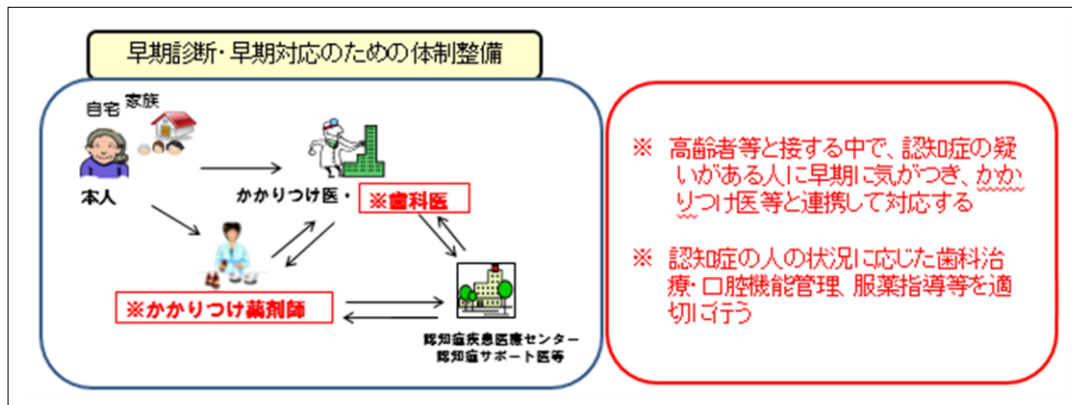 早期診断・早期対応のための体制整備
自宅 家族
本人
かかりつけ医・
※歯科医
※かかりつけ薬剤師
認知症疾患医療センター
認知症サポート医等
※ 高齢者等と接する中で、認知症の疑
いがある人に早期に気がつき、かか
りつけ医等と連携して対応する
※ 認知症の人の状況に応じた歯科治
療・口腔機能管理、服薬指導等を適
切に行う